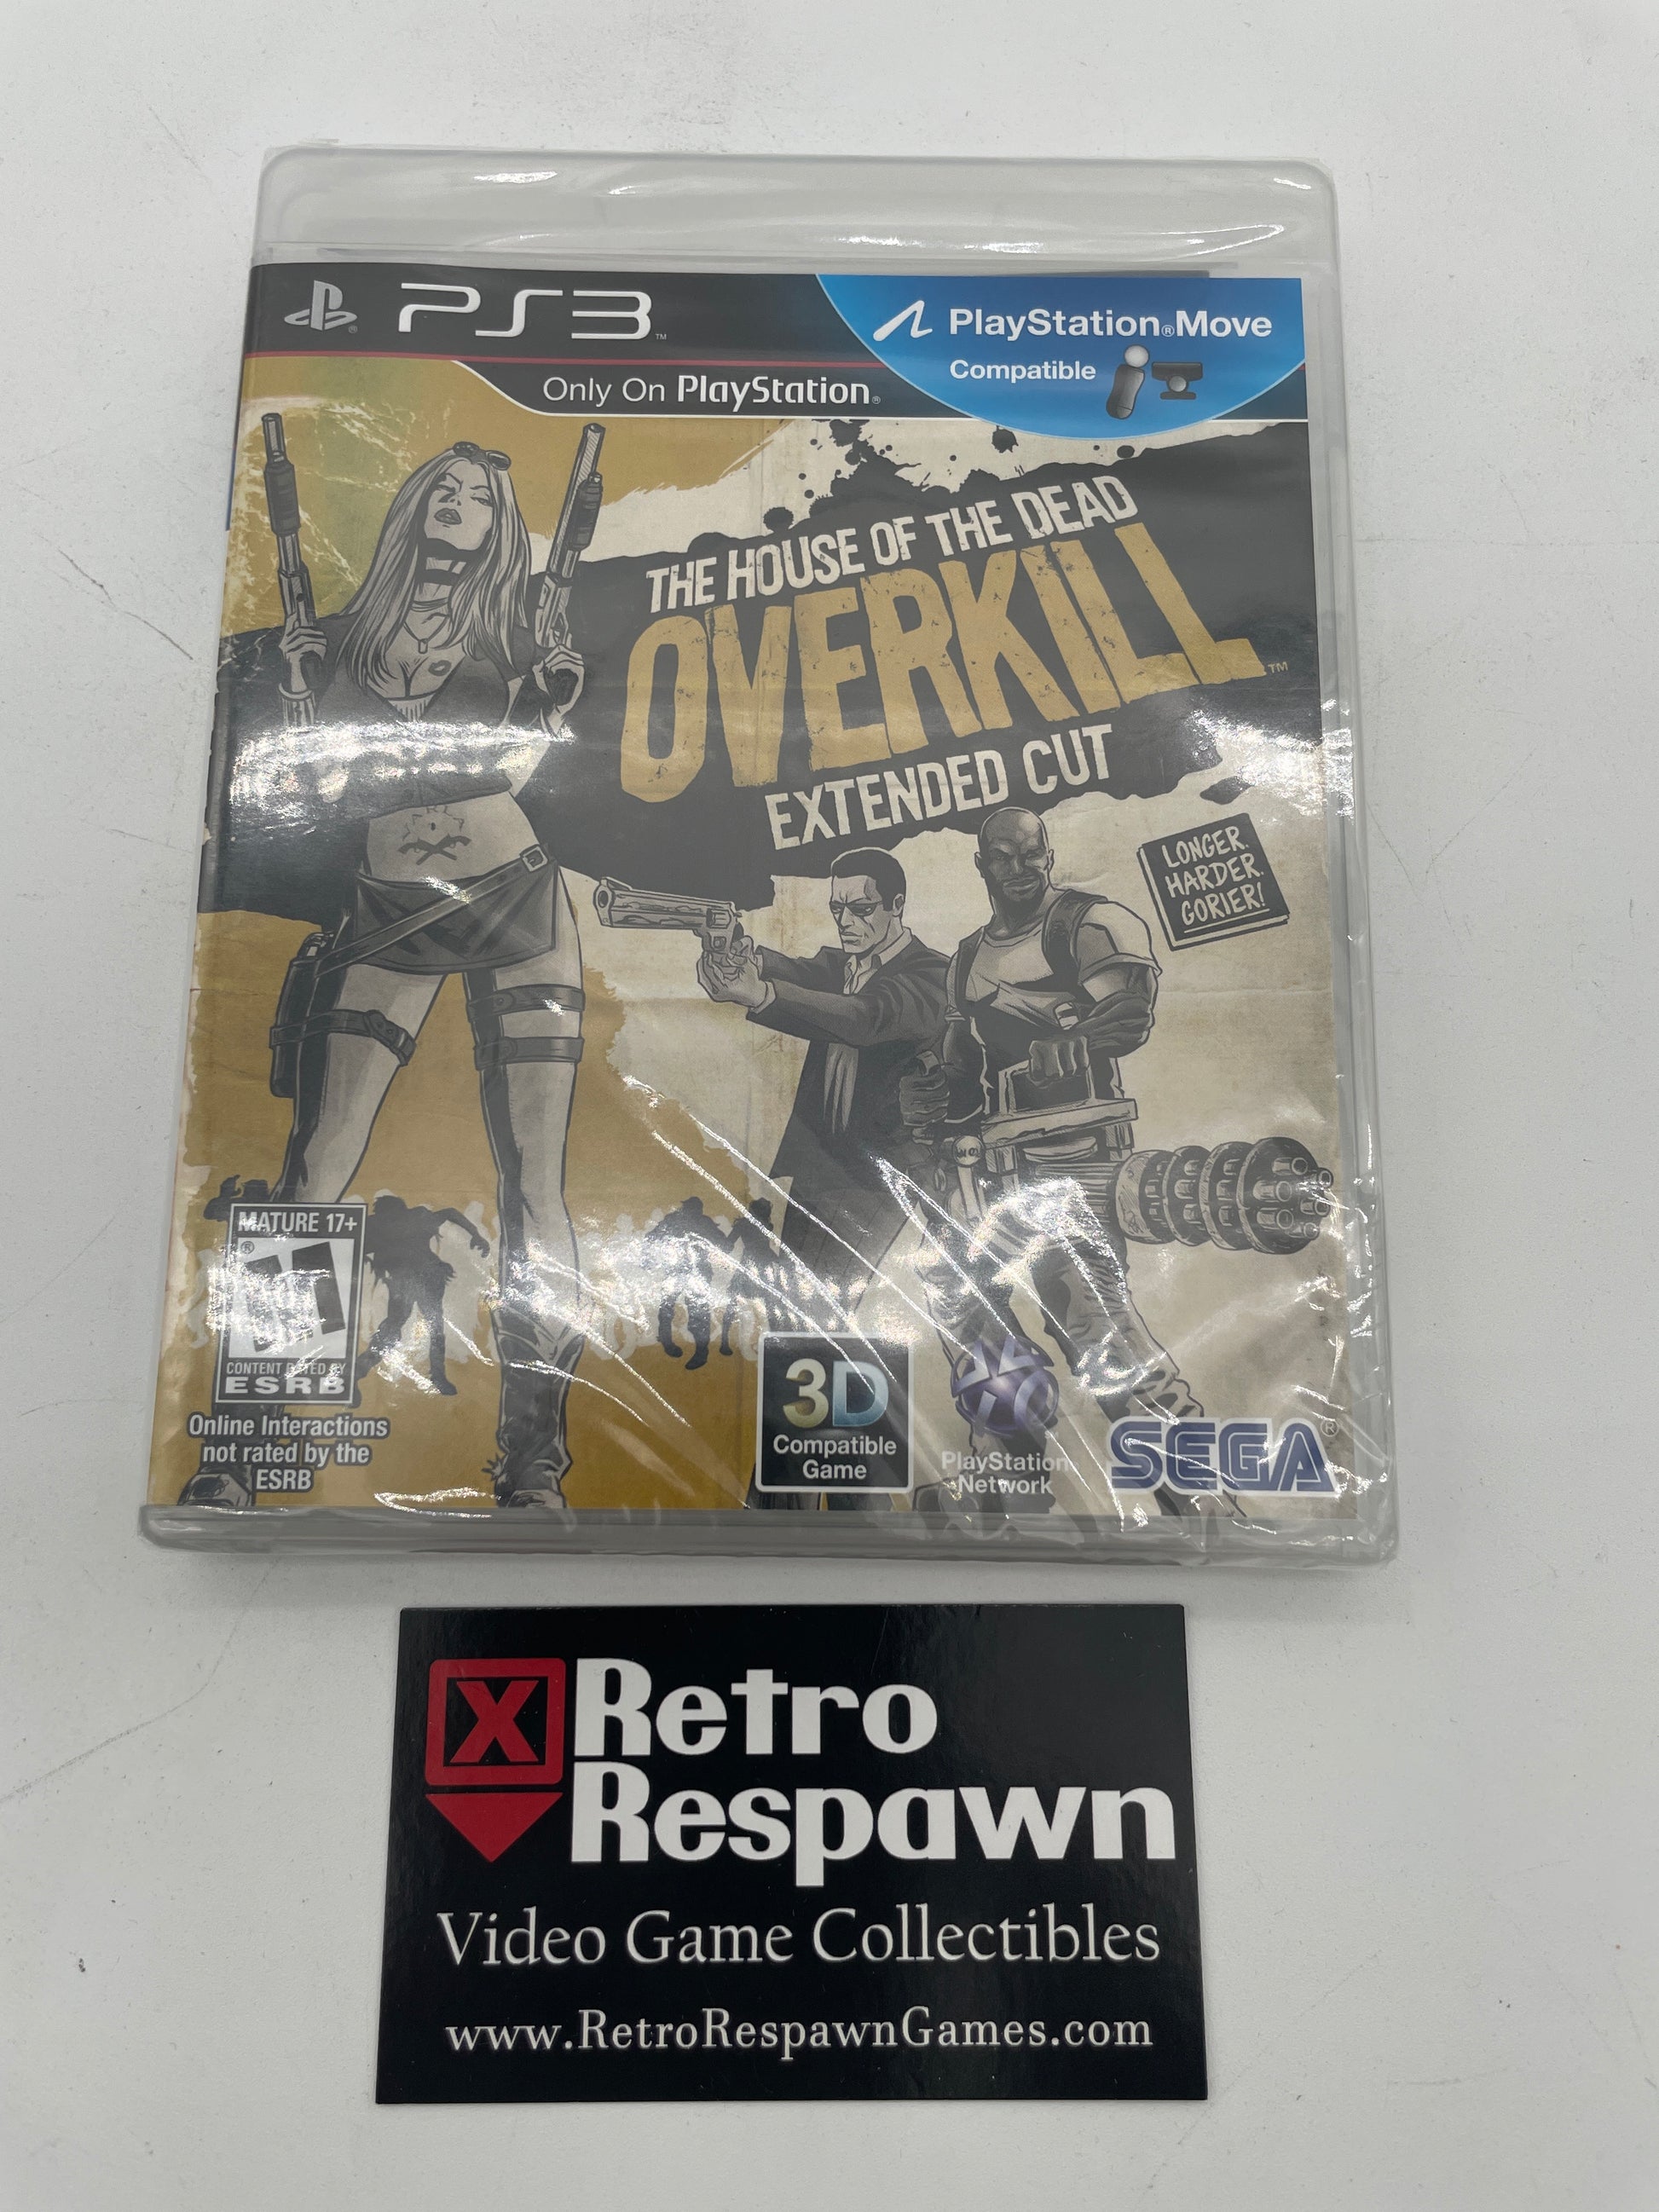 PS3™
PlayStation®Move
Compatible
Only On PlayStation®
THE HOUSE OF THE DEAD
OVERKILL™
EXTENDED CUT
LONGER.
HARDER.
GORIER!
MATURE 17+
M®
CONTENT RATED BY
ESRB
Online Interactions
not rated by the
ESRB
3D
Compatible
Game
PlayStation
Network
SEGA®
X Retro
Respawn
Video Game Collectibles
www.RetroRespawnGames.com